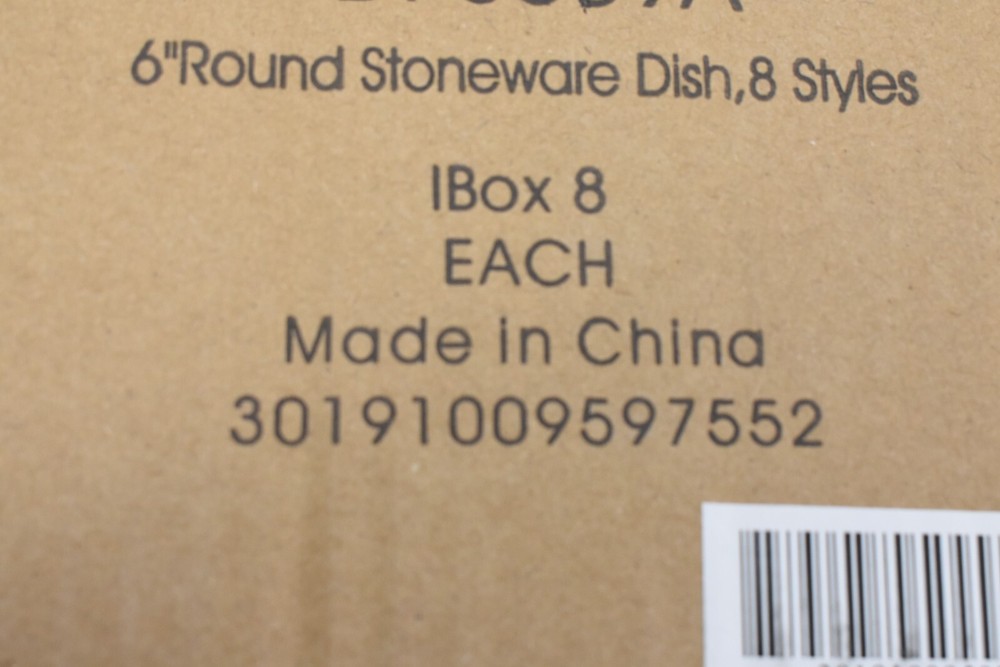 6"Round Stoneware Dish,8 Styles
IBox 8
EACH
Made in China
30191009597552